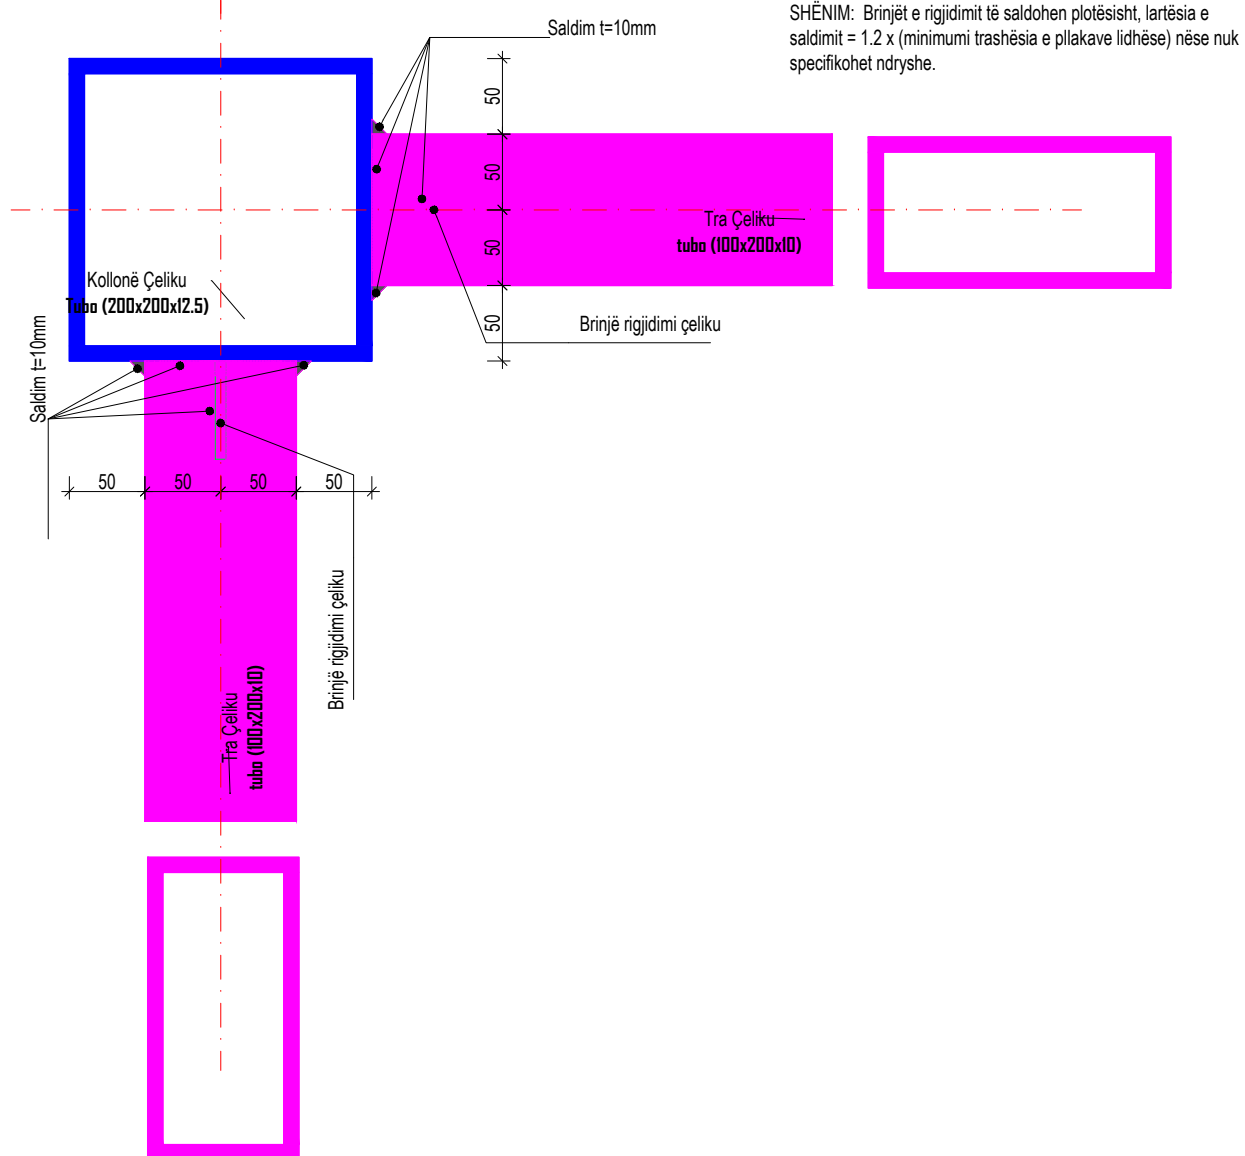 SHËNIM: Brinjët e rigjidimit të saldohen plotësisht, lartësia e
saldimit = 1.2 x (minimumi trashësia e pllakave lidhëse) nëse nuk
specifikohet ndryshe.
Saldim t=10mm
50
50
50
50
Tra Çeliku
tubo (100x200x10)
Kollonë Çeliku
Tubo (200x200x12.5)
Brinjë rigjidimi çeliku
Saldim t=10mm
50
50
50
50
Brinjë rigjidimi çeliku
Tra Çeliku
tubo (100x200x10)